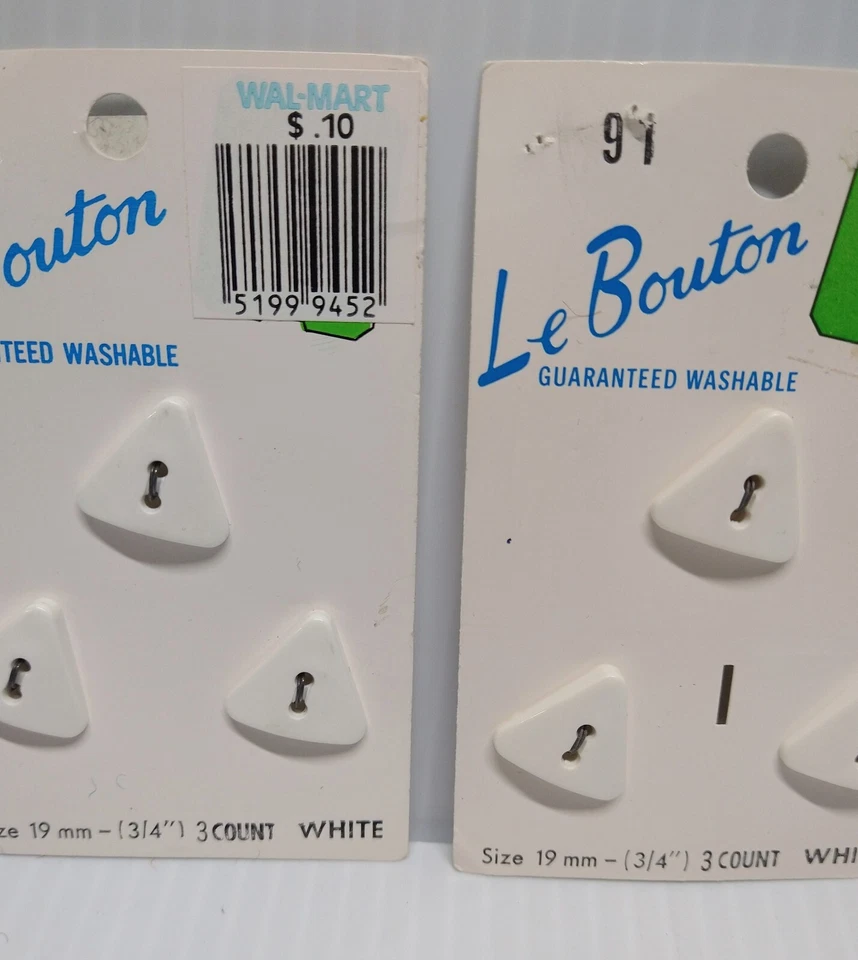 WAL-MART
$ .10
5199 9452
outon
TEED WASHABLE
ze 19 mm – (3/4") 3 COUNT WHITE
91
Le Bouton
GUARANTEED WASHABLE
Size 19 mm – (3/4") 3 COUNT WHI